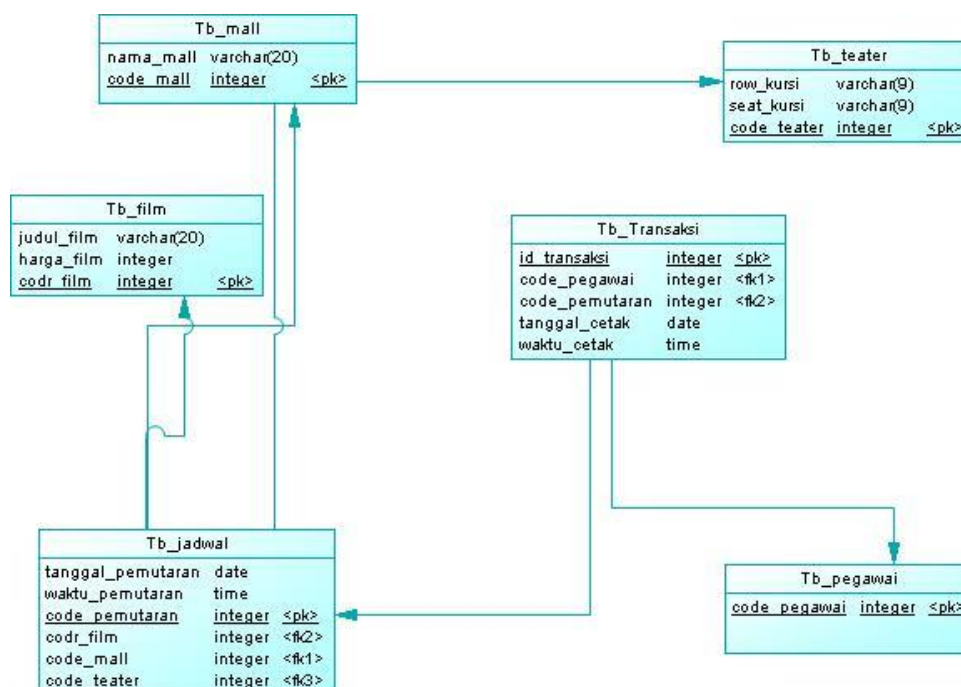 Tb_mall
nama_mall varchar(20)
code_mall integer <pk>
Tb_teater
row_kursi varchar(9)
seat_kursi varchar(9)
code_teater integer <pk>
Tb_film
judul_film varchar(20)
harga_film integer
codr_film integer <pk>
Tb_Transaksi
id_transaksi integer <pk>
code_pegawai integer <fk1>
code_pemutaran integer <fk2>
tanggal_cetak date
waktu_cetak time
Tb_jadwal
tanggal_pemutaran date
waktu_pemutaran time
code_pemutaran integer <pk>
codr_film integer <fk2>
code_mall integer <fk1>
code_teater integer <fk3>
Tb_pegawai
code_pegawai integer <pk>